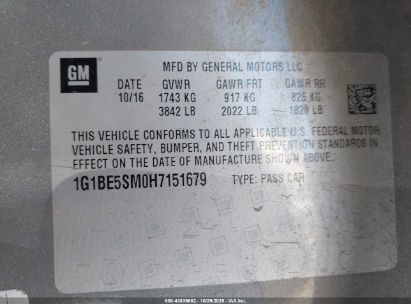 GM
MFD BY GENERAL MOTORS LLC
DATE GVWR GAWR FRT GAWR RR
10/16 1743 KG 917 KG 826 KG
3842 LB 2022 LB 1820 LB
THIS VEHICLE CONFORMS TO ALL APPLICABLE U.S. FEDERAL MOTOR
VEHICLE SAFETY, BUMPER, AND THEFT PREVENTION STANDARDS IN
EFFECT ON THE DATE OF MANUFACTURE SHOWN ABOVE.
1G1BE5SM0H7151679 TYPE: PASS CAR